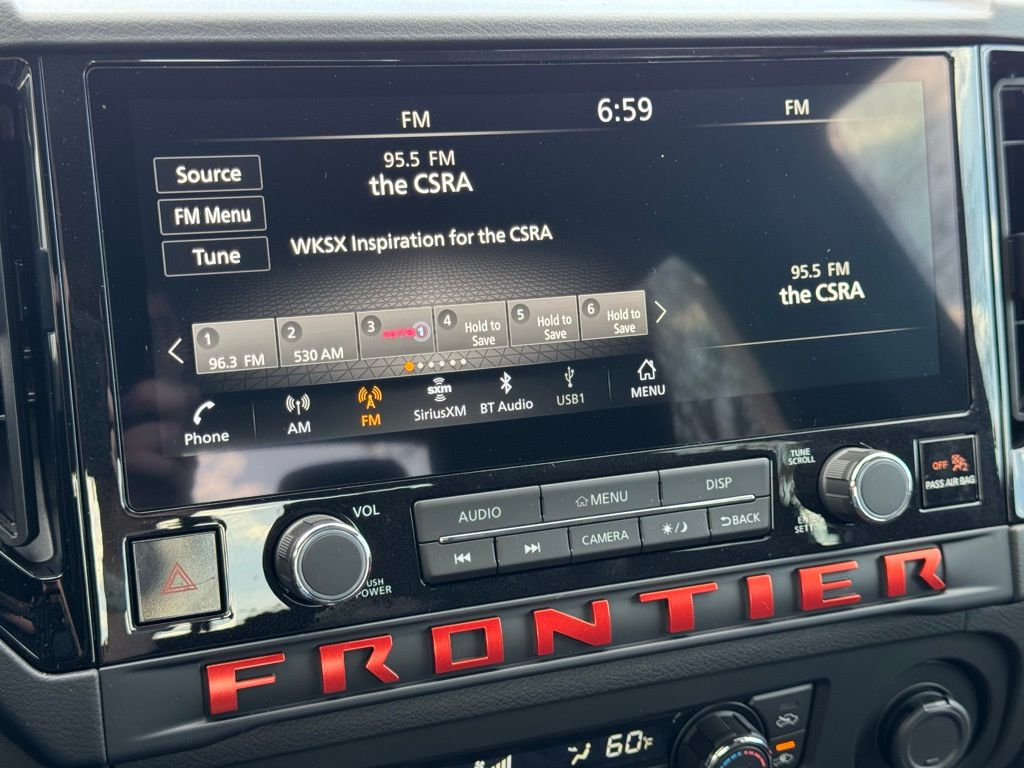 FM
6:59
FM
95.5 FM
the CSRA
Source
FM Menu
Tune
WKSX Inspiration for the CSRA
95.5 FM
the CSRA
1
96.3 FM
2
530 AM
3
1
4
Hold to
Save
5
Hold to
Save
6
Hold to
Save
Phone
AM
FM
sxm
SiriusXM
BT Audio
USB1
MENU
VOL
PUSH
POWER
AUDIO
MENU
DISP
CAMERA
BACK
TUNE
SCROLL
OFF
PASS AIR BAG
FRONTIER
60°F